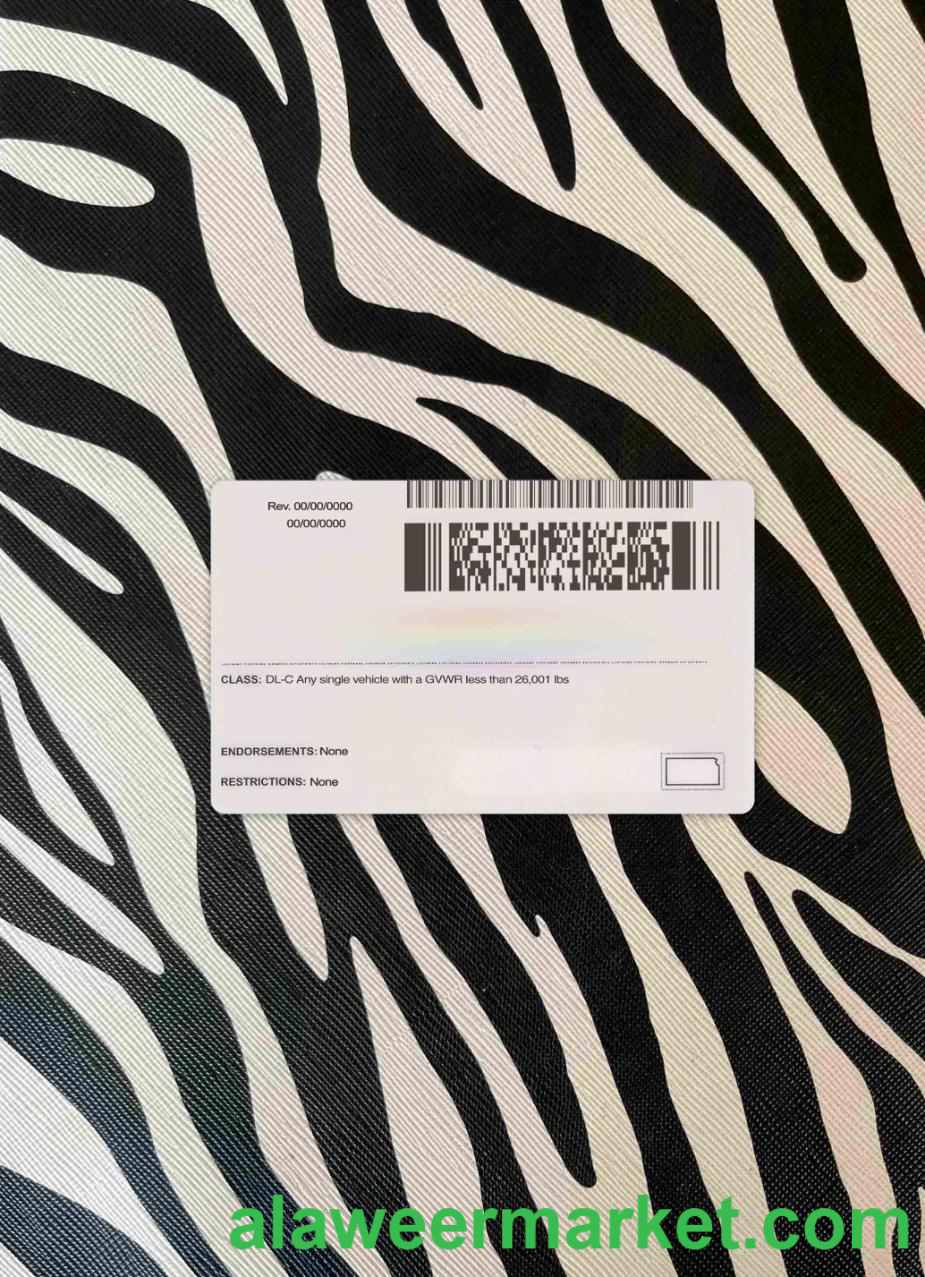 Rev. 00/00/0000
00/00/0000
CLASS: DL-C Any single vehicle with a GVWR less than 26,001 lbs
ENDORSEMENTS: None
RESTRICTIONS: None
alaweermarket.com